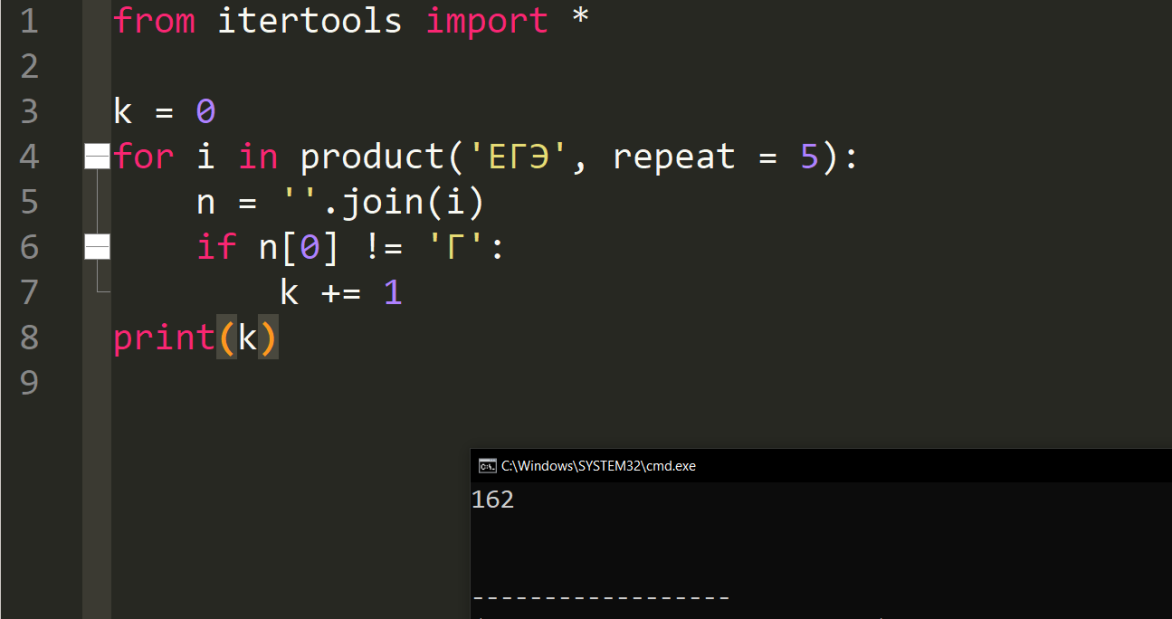 1 from itertools import *
2
3 k = 0
4 for i in product('ЕГЭ', repeat = 5):
5     n = ''.join(i)
6     if n[0] != 'Г':
7         k += 1
8 print(k)
9
C:\Windows\SYSTEM32\cmd.exe
162
------------------